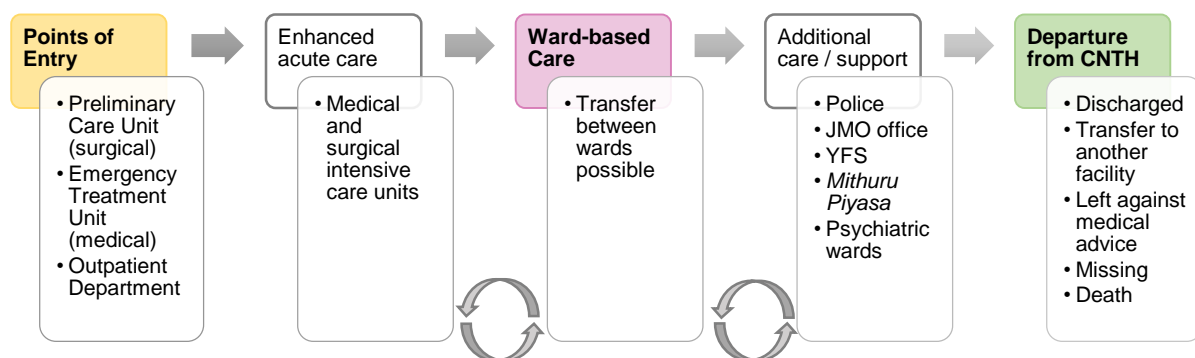 Points of
Entry
• Preliminary
Care Unit
(surgical)
• Emergency
Treatment
Unit
(medical)
• Outpatient
Department
Enhanced
acute care
• Medical
and
surgical
intensive
care units
Ward-based
Care
• Transfer
between
wards
possible
Additional
care / support
• Police
• JMO office
• YFS
• Mithuru
Piyasa
• Psychiatric
wards
Departure
from CNTH
• Discharged
• Transfer to
another
facility
• Left against
medical
advice
• Missing
• Death